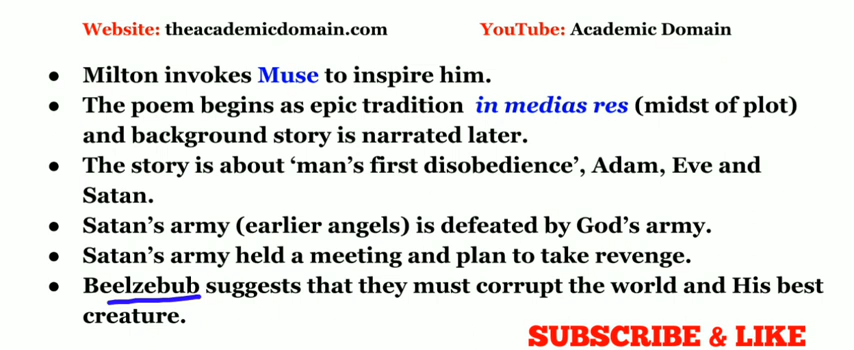 Website: theacademicdomain.com YouTube: Academic Domain
● Milton invokes Muse to inspire him.
● The poem begins as epic tradition in medias res (midst of plot)
and background story is narrated later.
● The story is about ‘man’s first disobedience’, Adam, Eve and
Satan.
● Satan’s army (earlier angels) is defeated by God’s army.
● Satan’s army held a meeting and plan to take revenge.
● Beelzebub suggests that they must corrupt the world and His best
creature.
SUBSCRIBE & LIKE